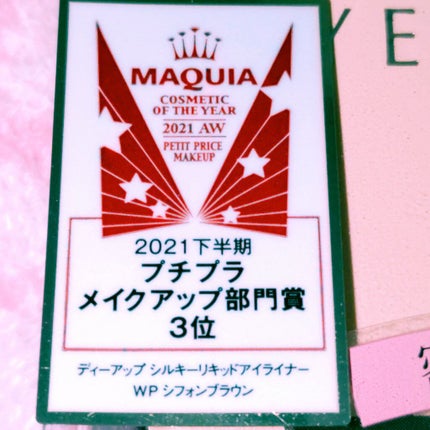 MAQUIA
COSMETIC
OF THE YEAR
2021 AW
PETIT PRICE
MAKEUP
2021下半期
プチプラ
メイクアップ部門賞
3位
ディーアップ シルキーリキッドアイライナー
WP シフォンブラウン
YE